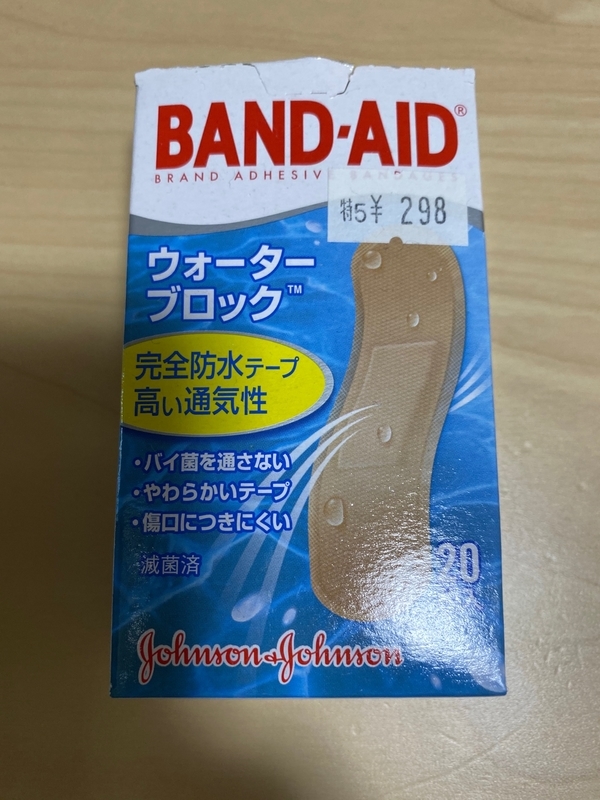 BAND-AID®
BRAND ADHESIVE BANDAGES
特5¥ 298
ウォーター
ブロック™
完全防水テープ
高い通気性
・バイ菌を通さない
・やわらかいテープ
・傷口につきにくい
滅菌済
20
Johnson & Johnson